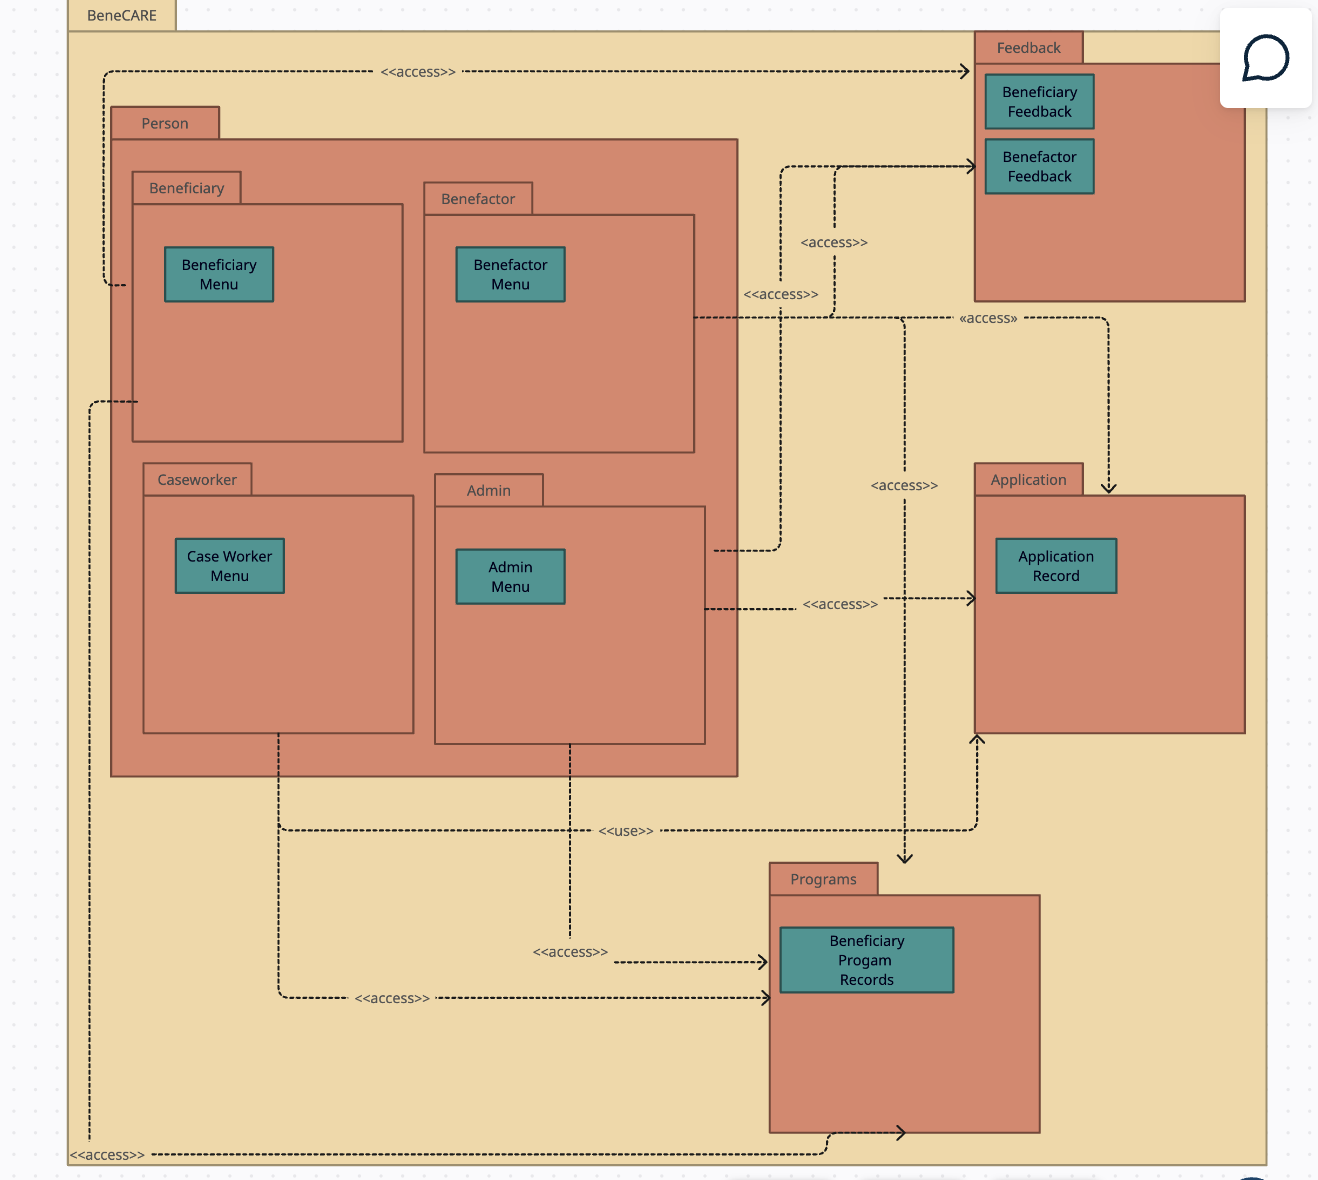 BeneCARE
Feedback
<<access>>
Beneficiary
Feedback
Person
Benefactor
Feedback
Beneficiary
Benefactor
<access>>
Beneficiary
Menu
Benefactor
Menu
<<access>>
«access»
Caseworker
Admin
<access>>
Application
Case Worker
Menu
Admin
Menu
Application
Record
<<access>>
<<use>>
Programs
Beneficiary
Progam
Records
<<access>>
<<access>>
<<access>>